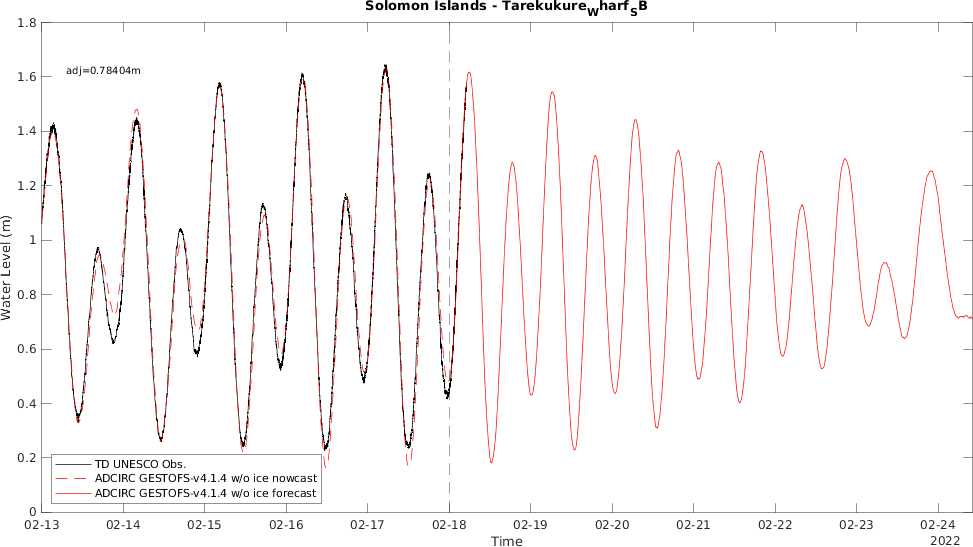 Solomon Islands - TarekukureWharfSB
1.8
1.6
1.4
1.2
1
0.8
0.6
0.4
0.2
0
Water Level (m)
adj=0.78404m
TD UNESCO Obs.
ADCIRC GESTOFS-v4.1.4 w/o ice nowcast
ADCIRC GESTOFS-v4.1.4 w/o ice forecast
02-13 02-14 02-15 02-16 02-17 02-18 02-19 02-20 02-21 02-22 02-23 02-24
Time
2022